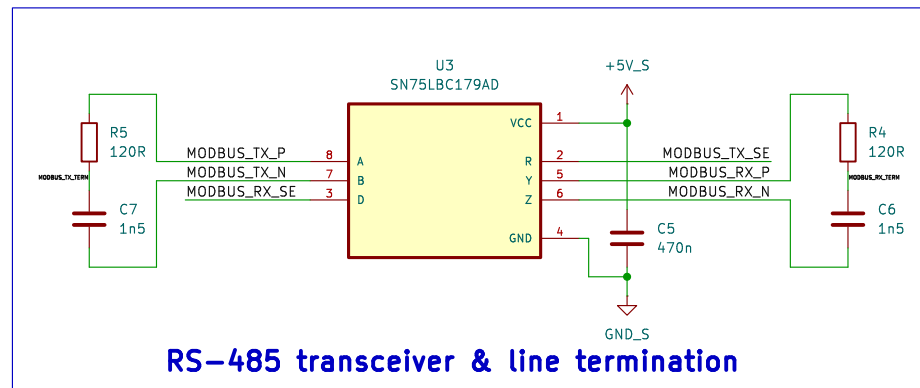 U3
SN75LBC179AD
+5V_S
R5
120R
MODBUS_TX_TERM
C7
1n5
MODBUS_TX_P
MODBUS_TX_N
MODBUS_RX_SE
8
7
3
A
B
D
VCC
R
Y
Z
GND
1
2
5
6
4
MODBUS_TX_SE
MODBUS_RX_P
MODBUS_RX_N
C5
470n
GND_S
R4
120R
MODBUS_RX_TERM
C6
1n5
RS-485 transceiver & line termination